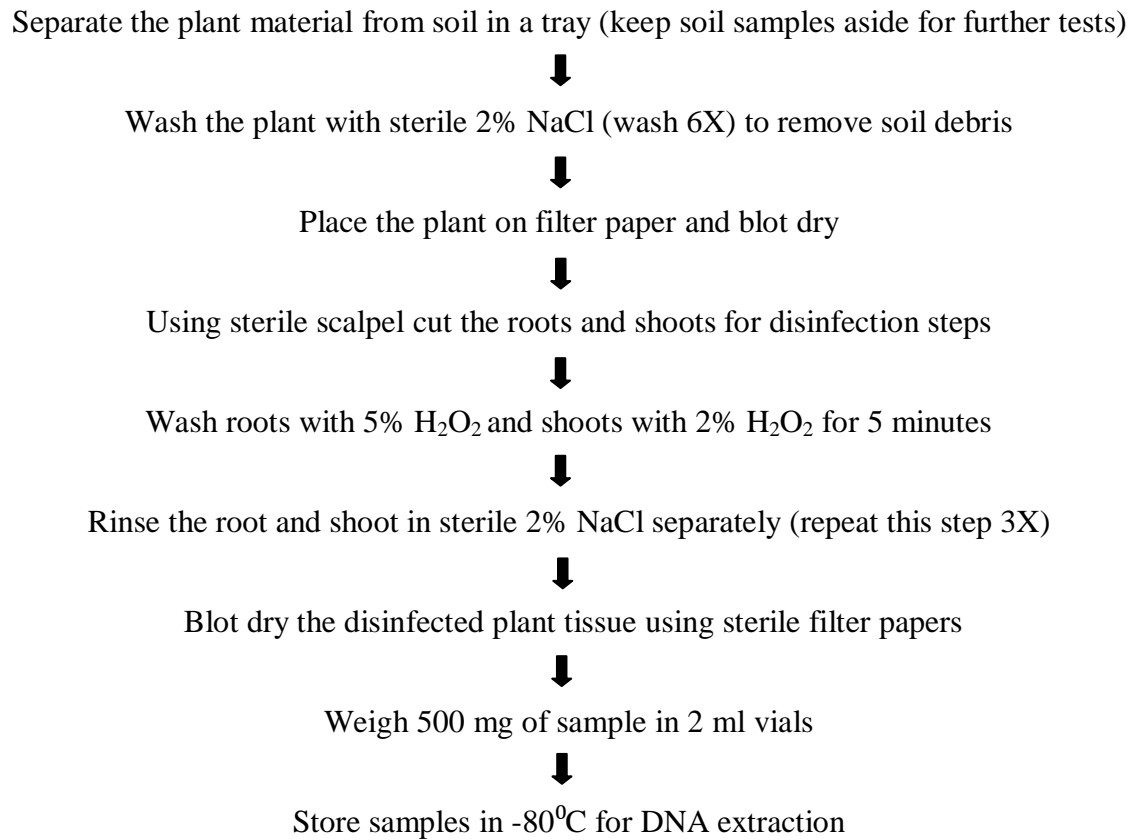 Separate the plant material from soil in a tray (keep soil samples aside for further tests)
Wash the plant with sterile 2% NaCl (wash 6X) to remove soil debris
Place the plant on filter paper and blot dry
Using sterile scalpel cut the roots and shoots for disinfection steps
Wash roots with 5% H₂O₂ and shoots with 2% H₂O₂ for 5 minutes
Rinse the root and shoot in sterile 2% NaCl separately (repeat this step 3X)
Blot dry the disinfected plant tissue using sterile filter papers
Weigh 500 mg of sample in 2 ml vials
Store samples in -80⁰C for DNA extraction